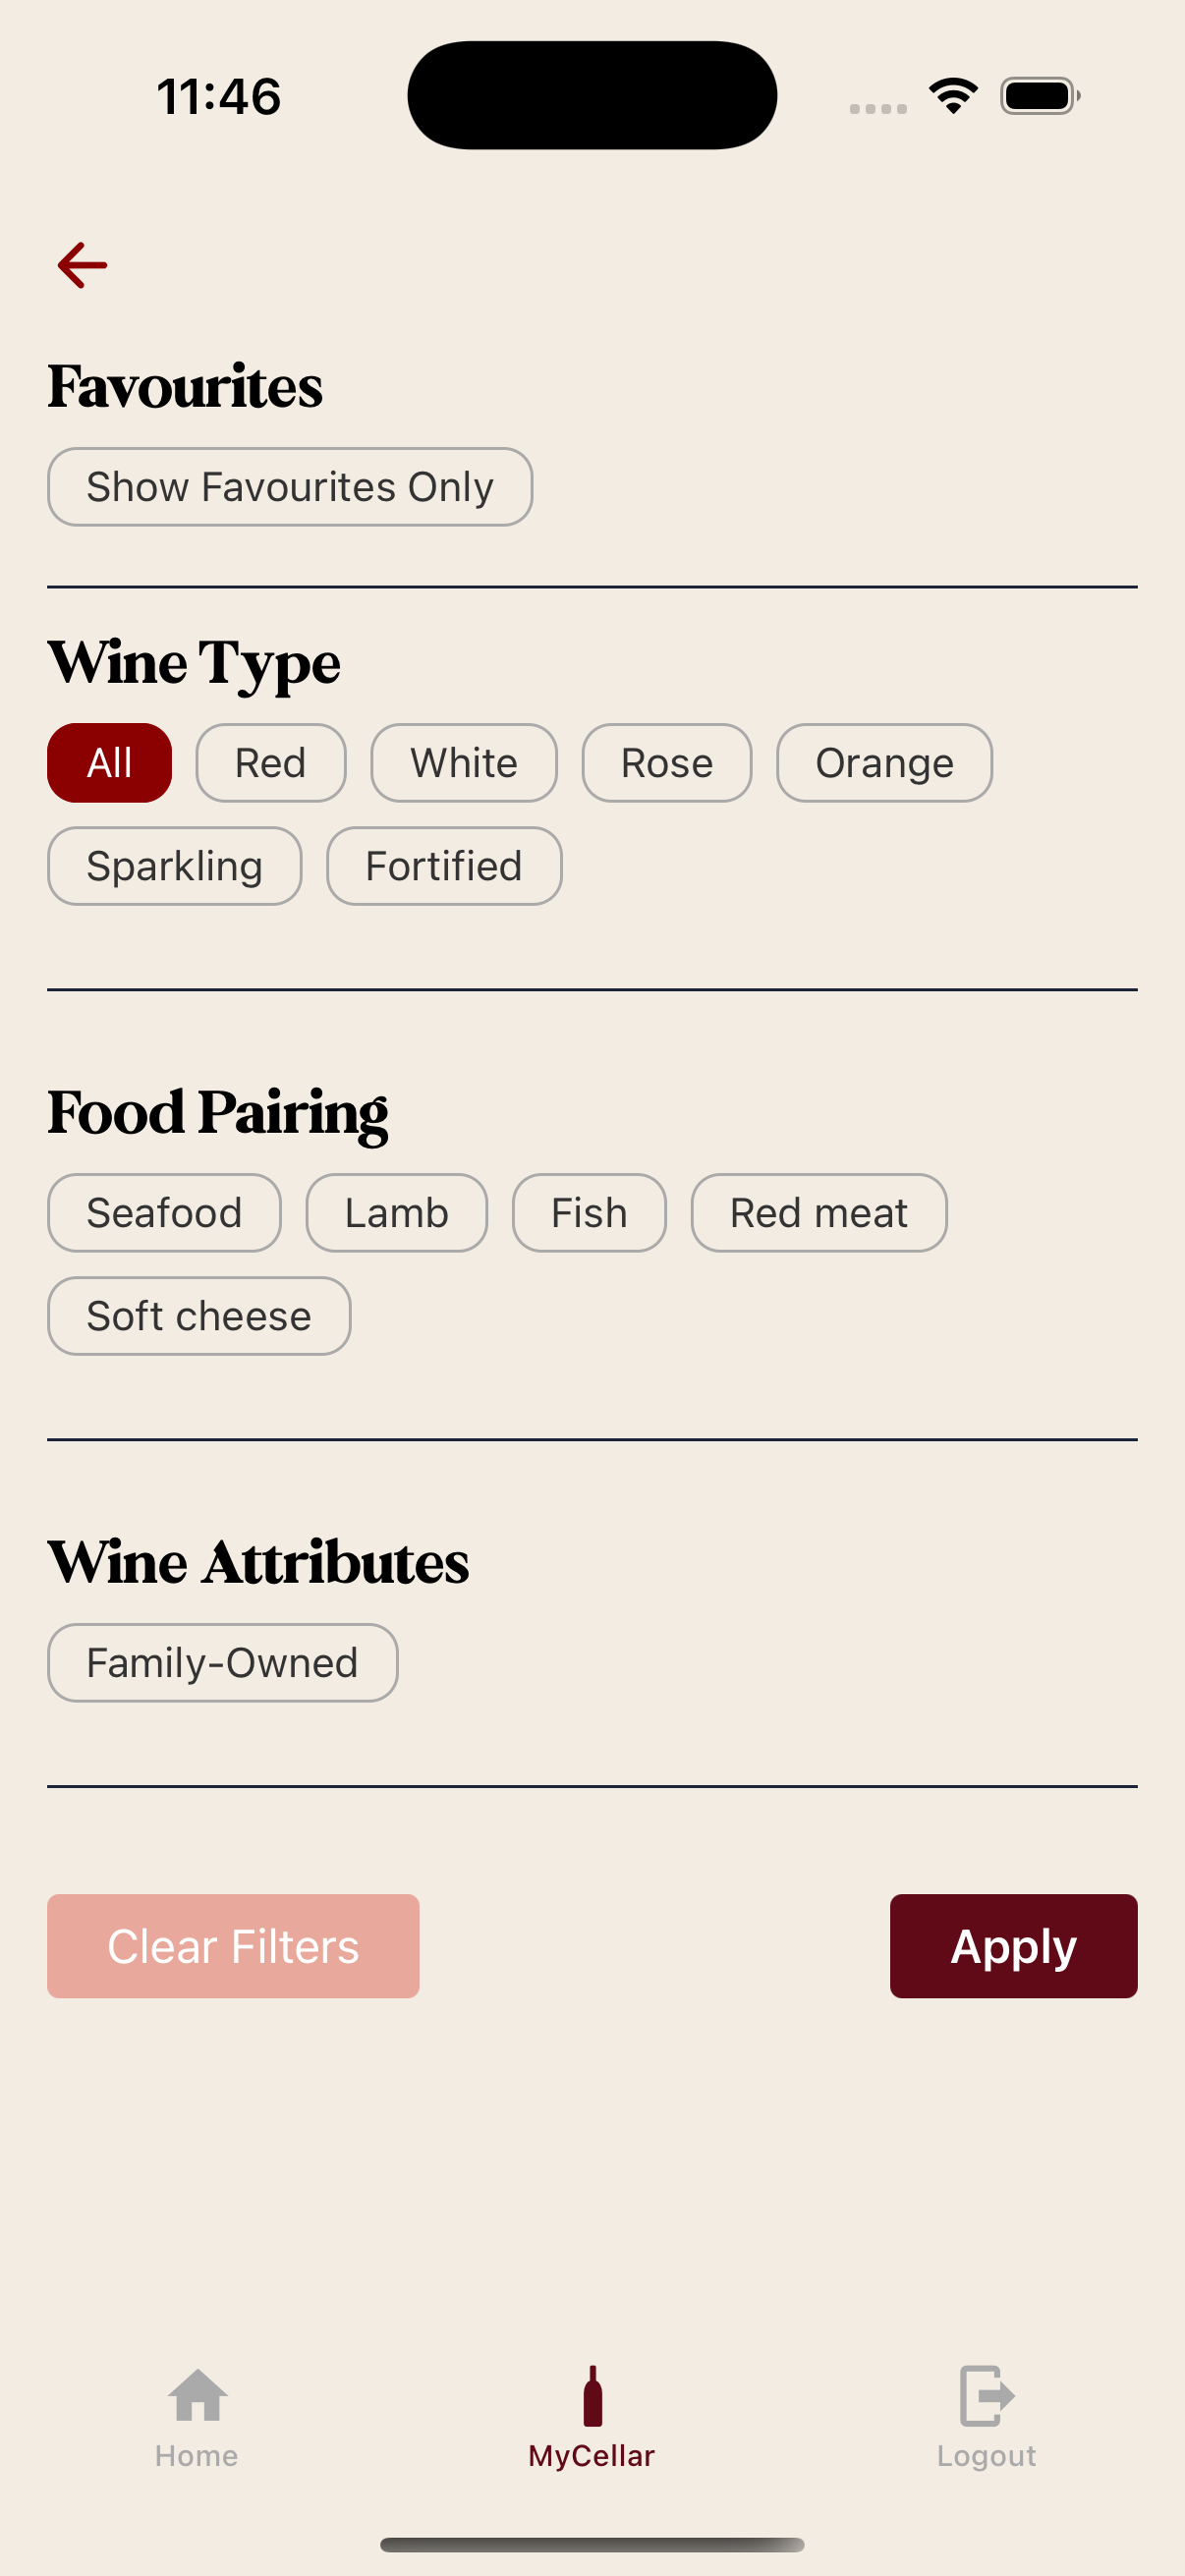 11:46
Favourites
Show Favourites Only
Wine Type
All Red White Rose Orange
Sparkling Fortified
Food Pairing
Seafood Lamb Fish Red meat
Soft cheese
Wine Attributes
Family-Owned
Clear Filters Apply
Home MyCellar Logout